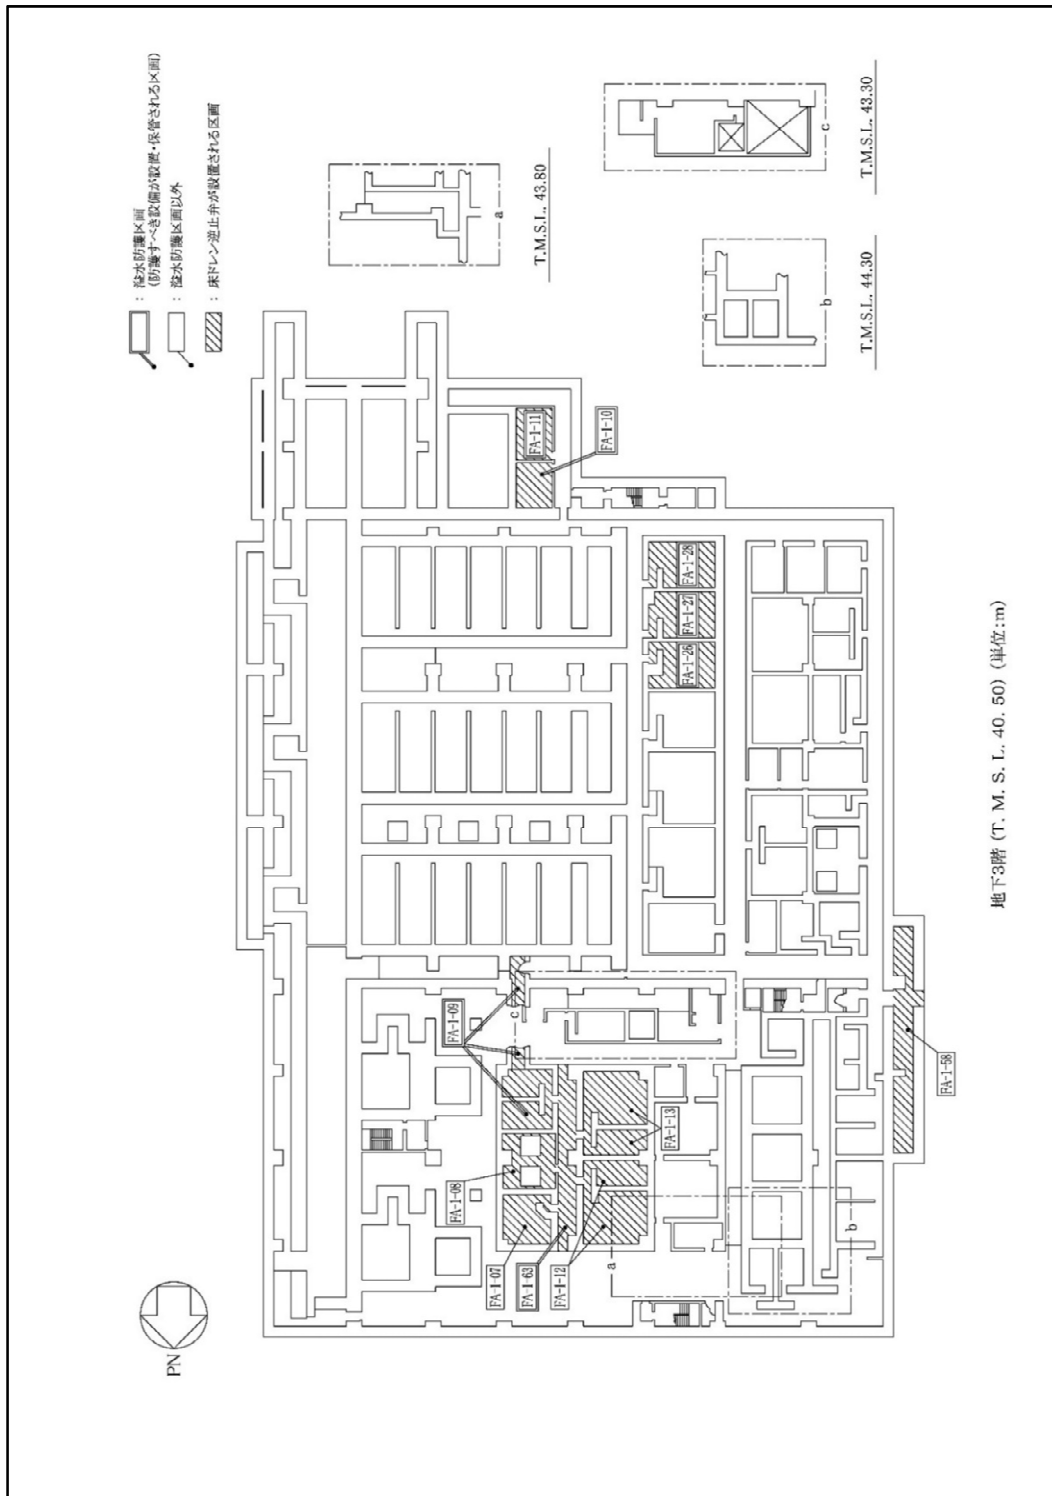 : 溢水防護区画
(防護すべき設備が設置・保管される区画)
: 溢水防護区画以外
: 床ドレン逆止弁が設置される区画
PN
a
T.M.S.L. 43.80
b
T.M.S.L. 44.30
c
T.M.S.L. 43.30
FA-1-11
FA-1-10
FA-1-28
FA-1-27
FA-1-26
FA-1-09
c
FA-1-08
FA-1-07
FA-1-63
FA-1-12
FA-1-13
a
b
FA-1-58
地下3階 (T. M. S. L. 40. 50) (単位:m)